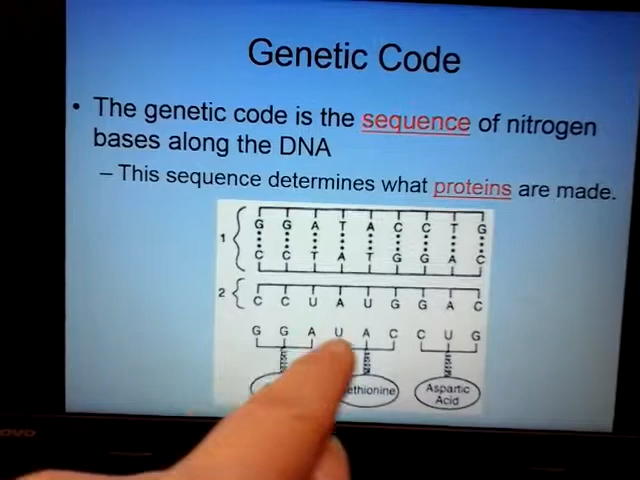 Genetic Code
• The genetic code is the sequence of nitrogen
bases along the DNA
– This sequence determines what proteins are made.
1
G G A T A C C T G
C C T A T G G A C
2
C C U A U G G A C
G G A U A C C U G
ethionine
Aspartic
Acid